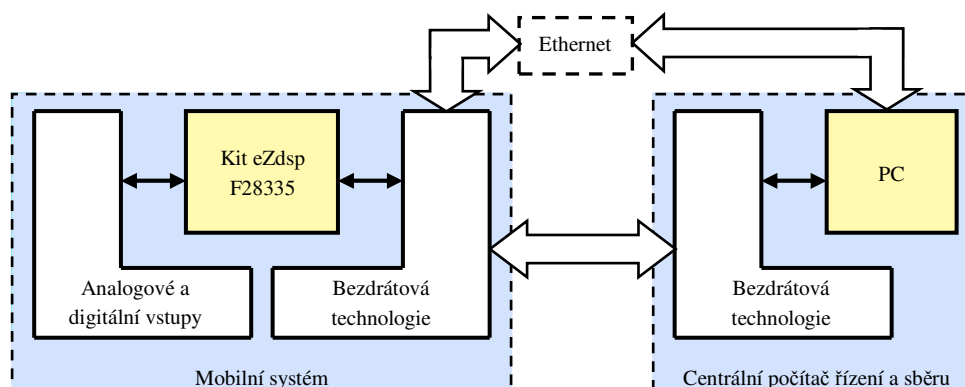 Ethernet
Kit eZdsp
F28335
PC
Analogové a
digitální vstupy
Bezdrátová
technologie
Bezdrátová
technologie
Mobilní systém
Centrální počítač řízení a sběru